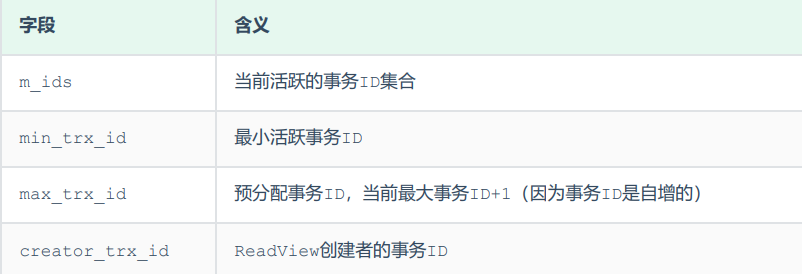 字段 含义
m_ids 当前活跃的事务ID集合
min_trx_id 最小活跃事务ID
max_trx_id 预分配事务ID，当前最大事务ID+1（因为事务ID是自增的）
creator_trx_id ReadView创建者的事务ID